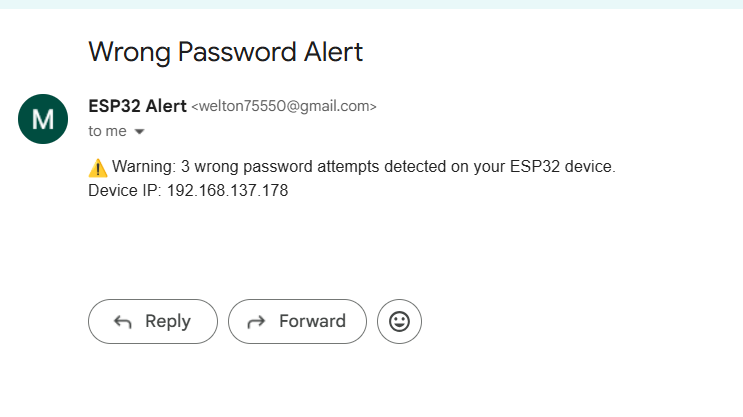 Wrong Password Alert
M
ESP32 Alert <welton75550@gmail.com>
to me
⚠️ Warning: 3 wrong password attempts detected on your ESP32 device.
Device IP: 192.168.137.178
Reply
Forward